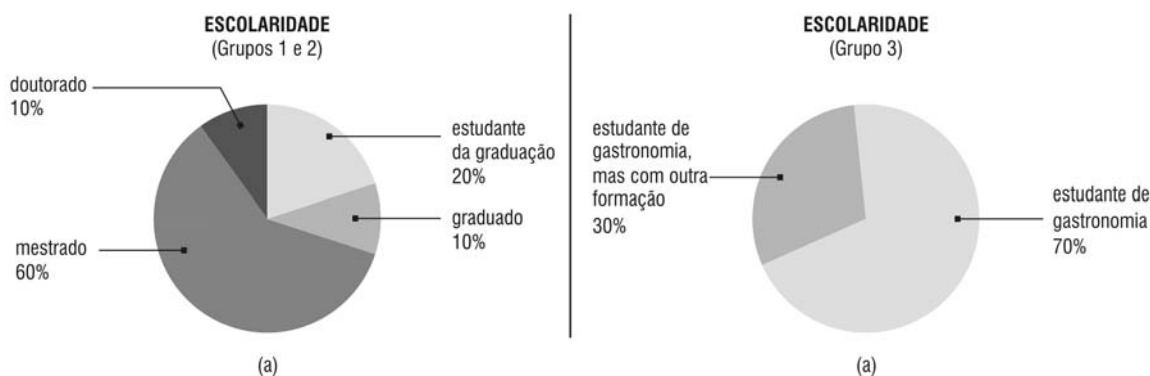 ESCOLARIDADE
(Grupos 1 e 2)
doutorado
10%
estudante
da graduação
20%
graduado
10%
mestrado
60%
(a)
ESCOLARIDADE
(Grupo 3)
estudante de
gastronomia,
mas com outra
formação
30%
estudante de
gastronomia
70%
(a)